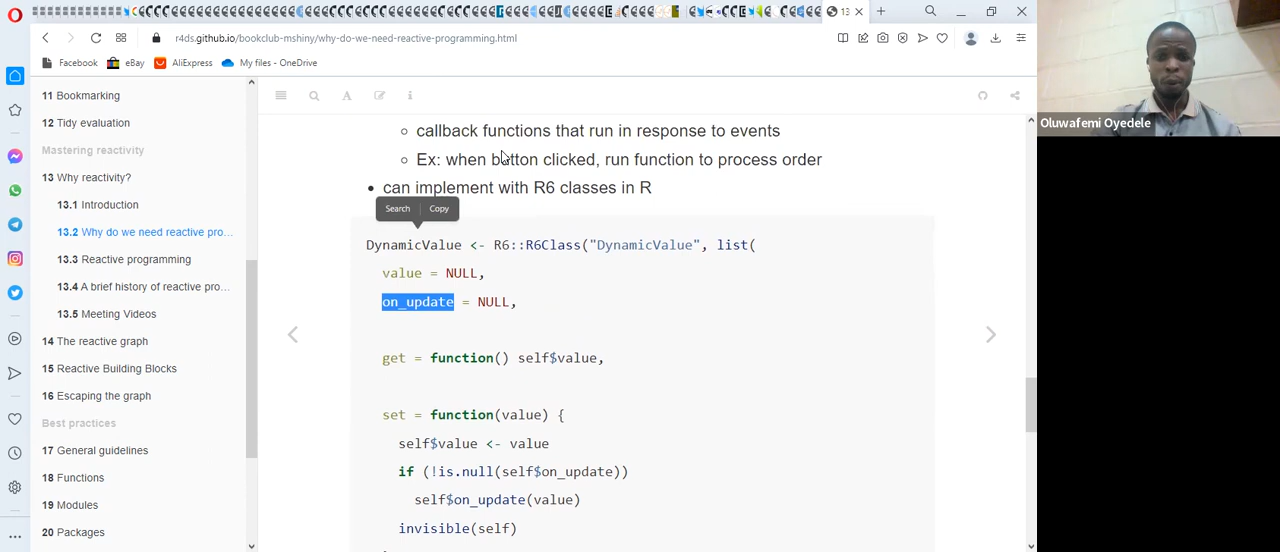 13
r4ds.github.io/bookclub-mshiny/why-do-we-need-reactive-programming.html
Facebook
eBay
AliExpress
My files - OneDrive
11 Bookmarking
12 Tidy evaluation
Mastering reactivity
13 Why reactivity?
13.1 Introduction
13.2 Why do we need reactive pro...
13.3 Reactive programming
13.4 A brief history of reactive pro...
13.5 Meeting Videos
14 The reactive graph
15 Reactive Building Blocks
16 Escaping the graph
Best practices
17 General guidelines
18 Functions
19 Modules
20 Packages
callback functions that run in response to events
Ex: when button clicked, run function to process order
can implement with R6 classes in R
Search
Copy
DynamicValue <- R6::R6Class("DynamicValue", list(
value = NULL,
on_update = NULL,
get = function() self$value,
set = function(value) {
self$value <- value
if (!is.null(self$on_update))
self$on_update(value)
invisible(self)
Oluwafemi Oyedele